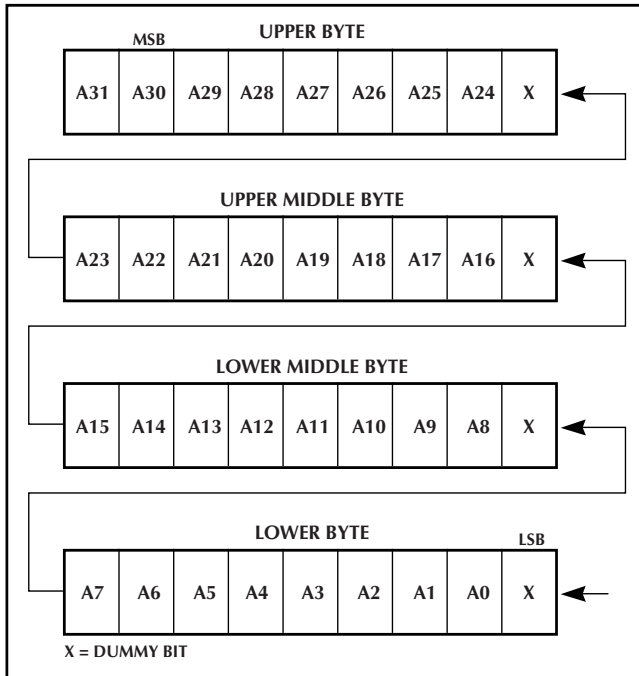 UPPER BYTE
MSB
A31 A30 A29 A28 A27 A26 A25 A24 X
UPPER MIDDLE BYTE
A23 A22 A21 A20 A19 A18 A17 A16 X
LOWER MIDDLE BYTE
A15 A14 A13 A12 A11 A10 A9 A8 X
LOWER BYTE
LSB
A7 A6 A5 A4 A3 A2 A1 A0 X
X = DUMMY BIT